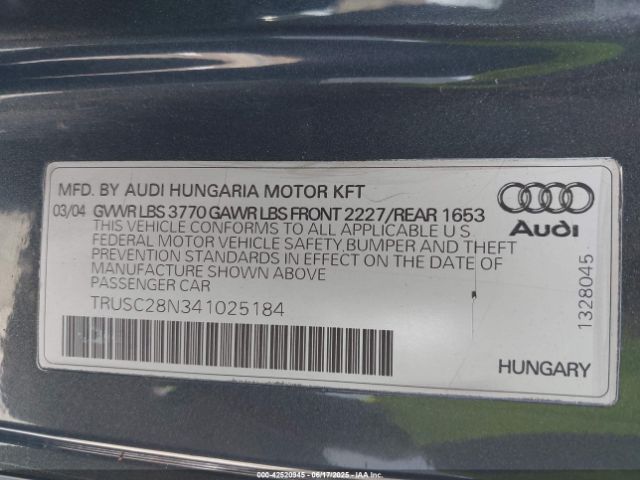 MFD. BY AUDI HUNGARIA MOTOR KFT
03/04 GVWR LBS 3770 GAWR LBS FRONT 2227/REAR 1653
THIS VEHICLE CONFORMS TO ALL APPLICABLE U S
FEDERAL MOTOR VEHICLE SAFETY, BUMPER AND THEFT
PREVENTION STANDARDS IN EFFECT ON THE DATE OF
MANUFACTURE SHOWN ABOVE
PASSENGER CAR
TRUSC28N341025184
Audi
1328045
HUNGARY
000-42520945 - 06/17/2025 - IAA Inc.